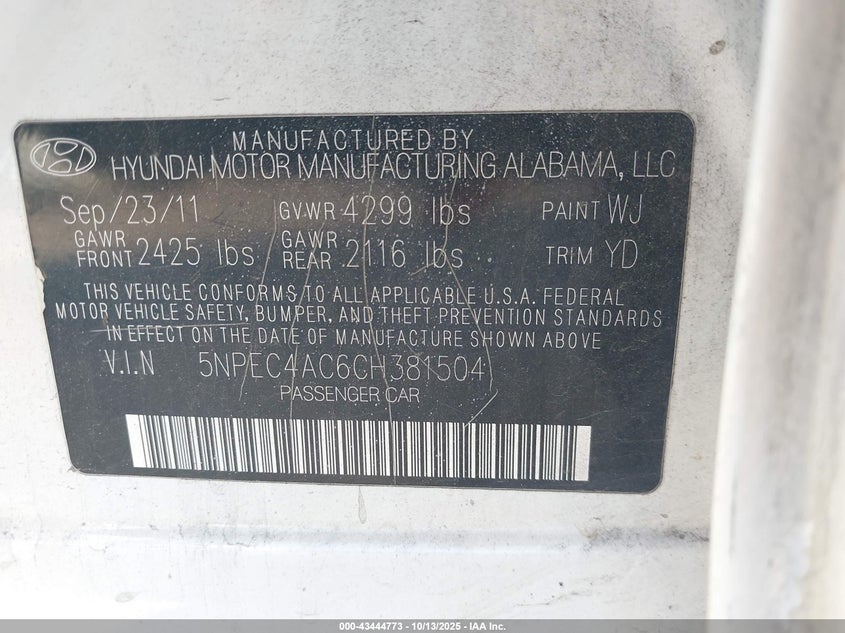 MANUFACTURED BY
HYUNDAI MOTOR MANUFACTURING ALABAMA, LLC
Sep/23/11 GVWR 4299 lbs PAINT WJ
GAWR FRONT 2425 lbs GAWR REAR 2116 lbs TRIM YD
THIS VEHICLE CONFORMS TO ALL APPLICABLE U.S.A. FEDERAL
MOTOR VEHICLE SAFETY, BUMPER, AND THEFT PREVENTION STANDARDS
IN EFFECT ON THE DATE OF MANUFACTURE SHOWN ABOVE
V.I.N 5NPEC4AC6CH381504
PASSENGER CAR
000-43444773 - 10/13/2025 - IAA Inc.